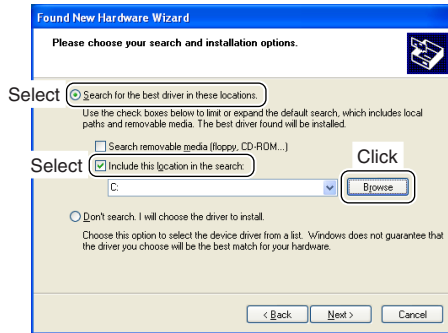 Found New Hardware Wizard
Please choose your search and installation options.
Select
Search for the best driver in these locations.
Use the check boxes below to limit or expand the default search, which includes local
paths and removable media. The best driver found will be installed.
Search removable media (floppy, CD-ROM...)
Select
Include this location in the search:
Click
C:
Browse
Don't search. I will choose the driver to install.
Choose this option to select the device driver from a list. Windows does not guarantee that
the driver you choose will be the best match for your hardware.
< Back
Next >
Cancel